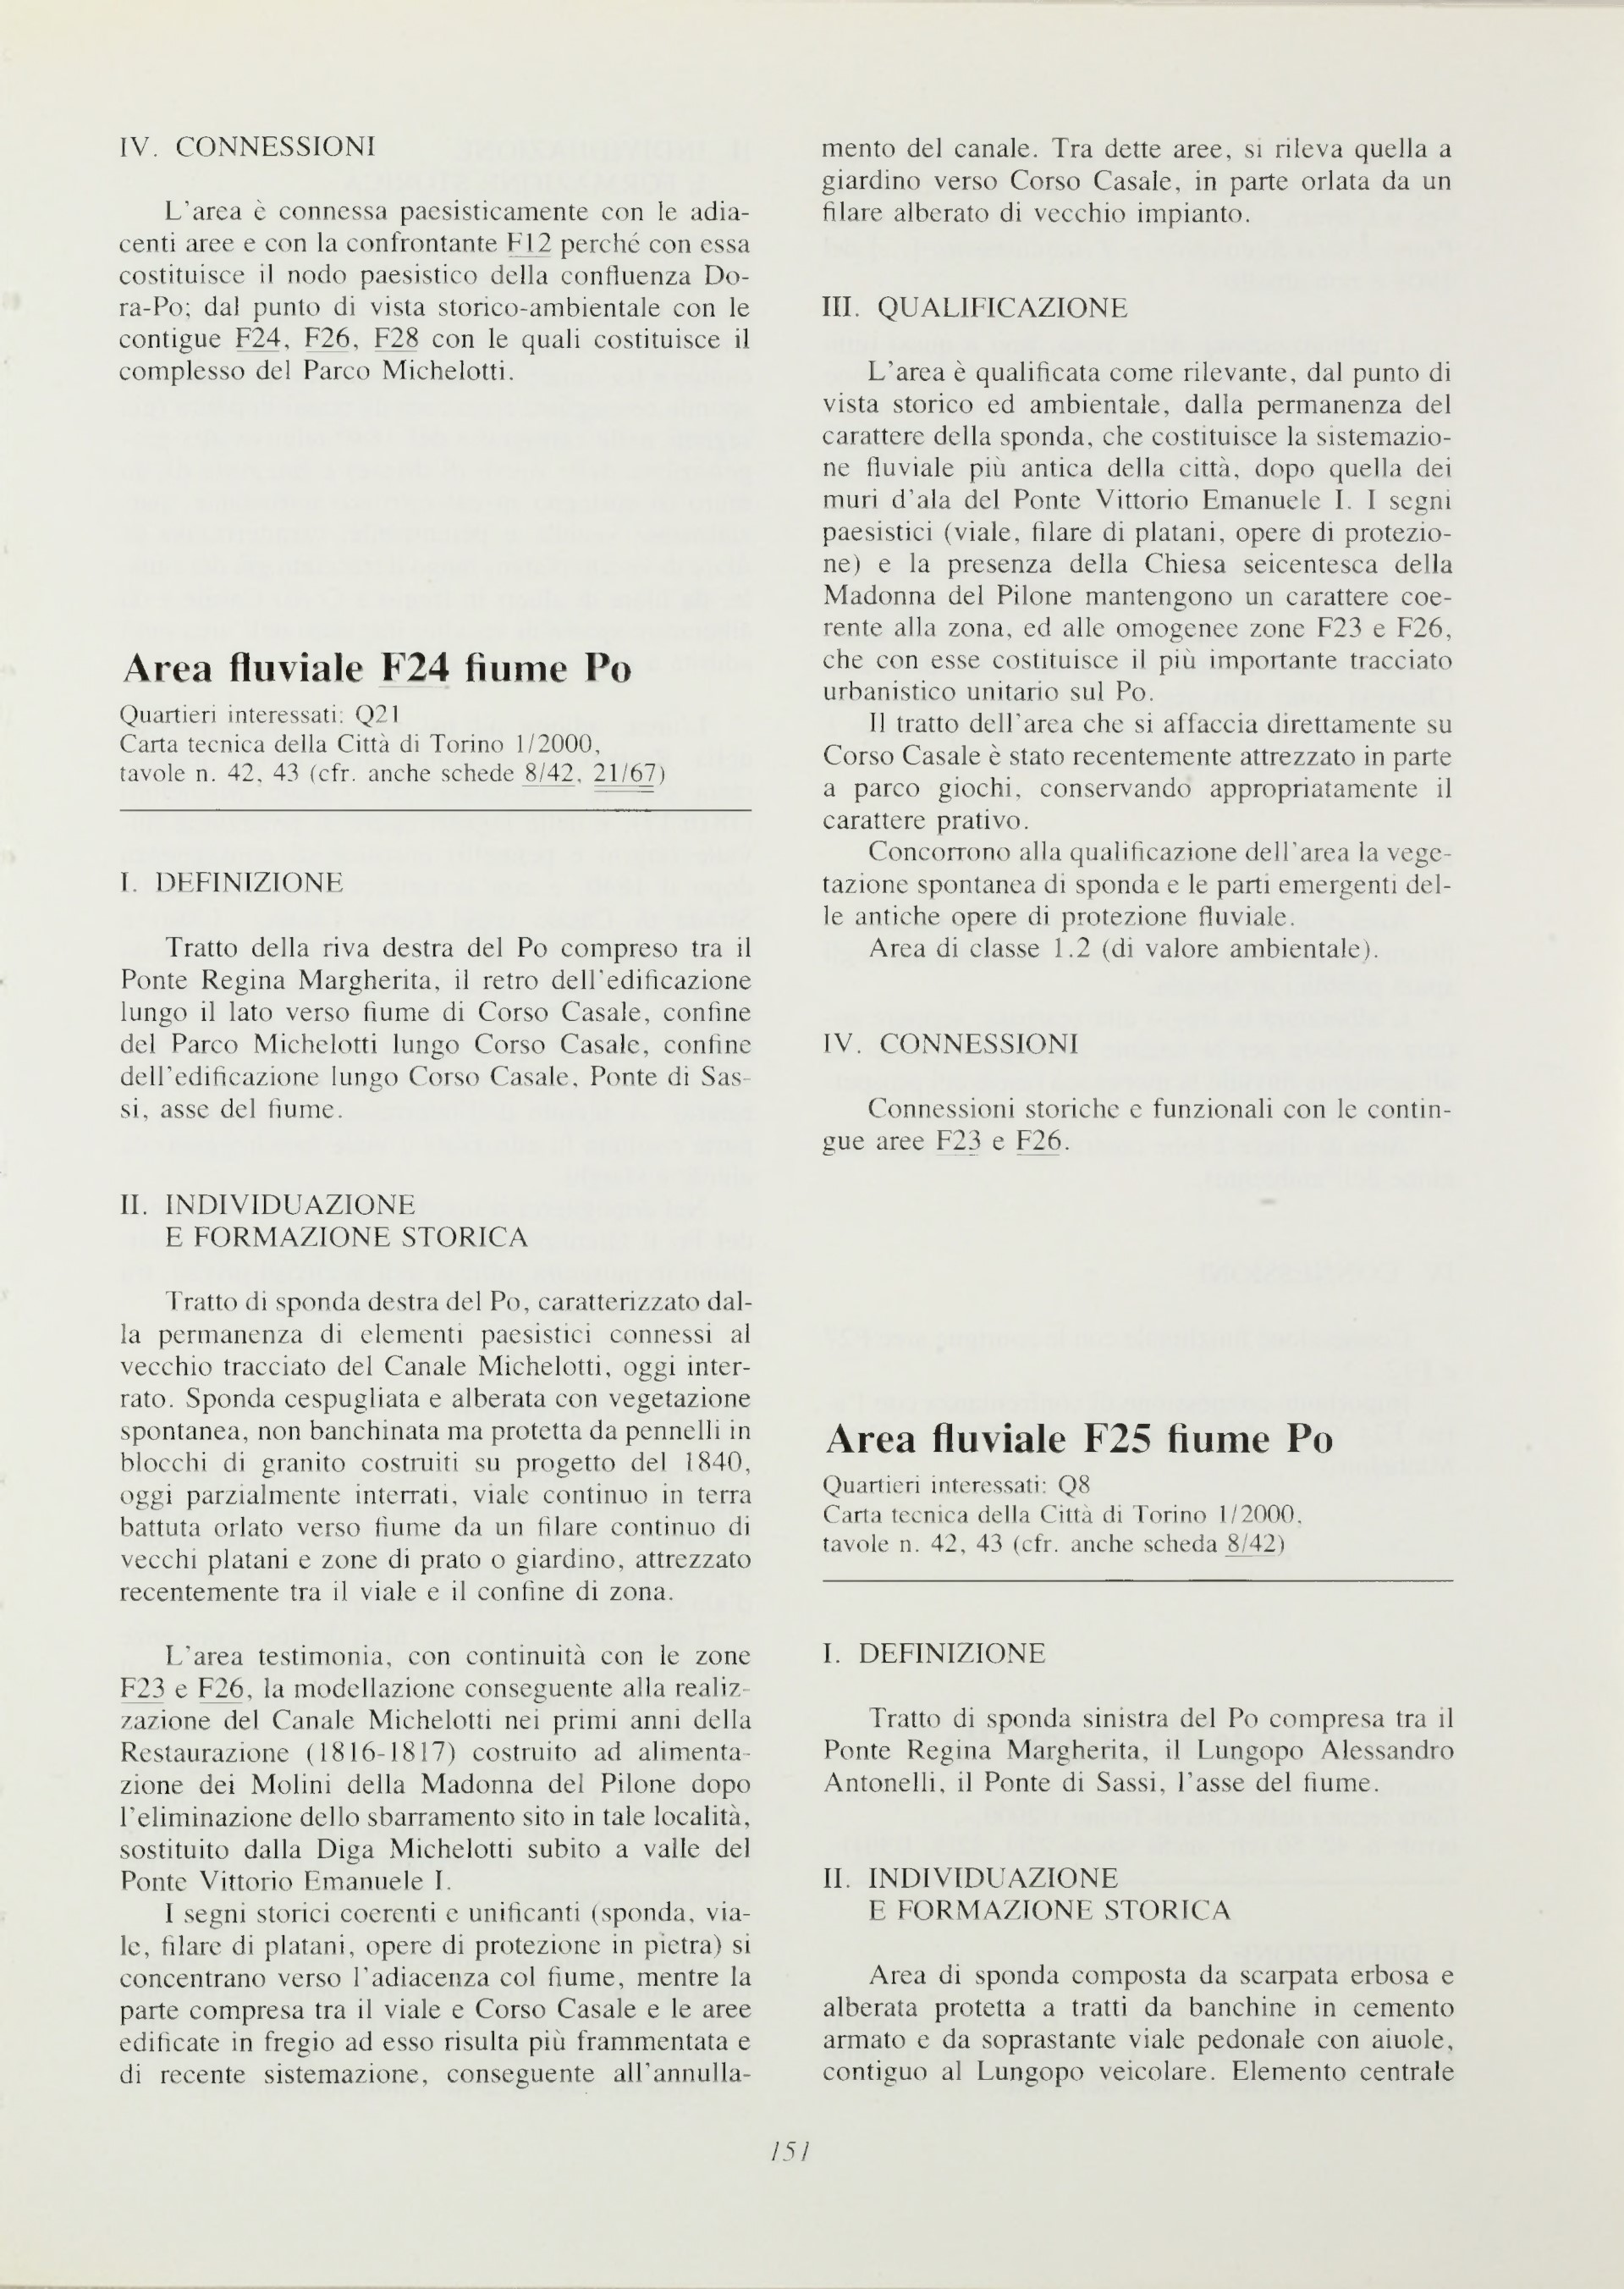 IV. CONNESSIONI
L'area è connessa paesisticamente con le adia-
centi aree e con la confrontante F12 perché con essa
costituisce il nodo paesistico della confluenza Do-
ra-Po; dal punto di vista storico-ambientale con le
contigue F24, F26, F28 con le quali costituisce il
complesso del Parco Michelotti.
Area fluviale F24 fiume Po
Quartieri interessati: Q21
Carta tecnica della Città di Torino 1/2000,
tavole n. 42, 43 (cfr. anche schede 8/42, 21/67)
I. DEFINIZIONE
Tratto della riva destra del Po compreso tra il
Ponte Regina Margherita, il retro dell'edificazione
lungo il lato verso fiume di Corso Casale, confine
del Parco Michelotti lungo Corso Casale, confine
dell'edificazione lungo Corso Casale, Ponte di Sas-
si, asse del fiume.
II. INDIVIDUAZIONE
E FORMAZIONE STORICA
Tratto di sponda destra del Po, caratterizzato dal-
la permanenza di elementi paesistici connessi al
vecchio tracciato del Canale Michelotti, oggi inter-
rato. Sponda cespugliata e alberata con vegetazione
spontanea, non banchinata ma protetta da pennelli in
blocchi di granito costruiti su progetto del 1840,
oggi parzialmente interrati, viale continuo in terra
battuta orlato verso fiume da un filare continuo di
vecchi platani e zone di prato o giardino, attrezzato
recentemente tra il viale e il confine di zona.
L'area testimonia, con continuità con le zone
F23 e F26, la modellazione conseguente alla realiz-
zazione del Canale Michelotti nei primi anni della
Restaurazione (1816-1817) costruito ad alimenta-
zione dei Molini della Madonna del Pilone dopo
l'eliminazione dello sbarramento sito in tale località,
sostituito dalla Diga Michelotti subito a valle del
Ponte Vittorio Emanuele I.
I segni storici coerenti e unificanti (sponda, via-
le, filare di platani, opere di protezione in pietra) si
concentrano verso l'adiacenza col fiume, mentre la
parte compresa tra il viale e Corso Casale e le aree
edificate in fregio ad esso risulta più frammentata e
di recente sistemazione, conseguente all'annulla-
mento del canale. Tra dette aree, si rileva quella a
giardino verso Corso Casale, in parte orlata da un
filare alberato di vecchio impianto.
III. QUALIFICAZIONE
L'area è qualificata come rilevante, dal punto di
vista storico ed ambientale, dalla permanenza del
carattere della sponda, che costituisce la sistemazio-
ne fluviale più antica della città, dopo quella dei
muri d'ala del Ponte Vittorio Emanuele I. I segni
paesistici (viale, filare di platani, opere di protezio-
ne) e la presenza della Chiesa seicentesca della
Madonna del Pilone mantengono un carattere coe-
rente alla zona, ed alle omogenee zone F23 e F26,
che con esse costituisce il più importante tracciato
urbanistico unitario sul Po.
Il tratto dell'area che si affaccia direttamente su
Corso Casale è stato recentemente attrezzato in parte
a parco giochi, conservando appropriatamente il
carattere prativo.
Concorrono alla qualificazione dell'area la vege-
tazione spontanea di sponda e le parti emergenti del-
le antiche opere di protezione fluviale.
Area di classe 1.2 (di valore ambientale).
IV. CONNESSIONI
Connessioni storiche e funzionali con le contin-
gue aree F23 e F26.
Area fluviale F25 fiume Po
Quartieri interessati: Q8
Carta tecnica della Città di Torino 1/2000,
tavole n. 42, 43 (cfr. anche scheda 8/42)
I. DEFINIZIONE
Tratto di sponda sinistra del Po compresa tra il
Ponte Regina Margherita, il Lungopo Alessandro
Antonelli, il Ponte di Sassi, l'asse del fiume.
II. INDIVIDUAZIONE
E FORMAZIONE STORICA
Area di sponda composta da scarpata erbosa e
alberata protetta a tratti da banchine in cemento
armato e da soprastante viale pedonale con aiuole,
contiguo al Lungopo veicolare. Elemento centrale
151